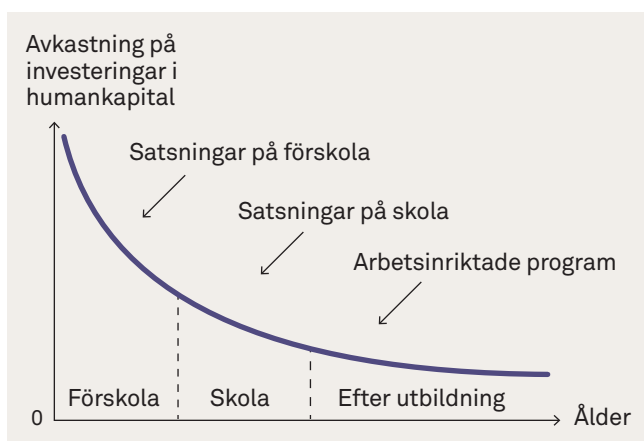 Avkastning på
investeringar i
humankapital
Satsningar på förskola
Satsningar på skola
Arbetsinriktade program
Förskola
Skola
Efter utbildning
0
Ålder